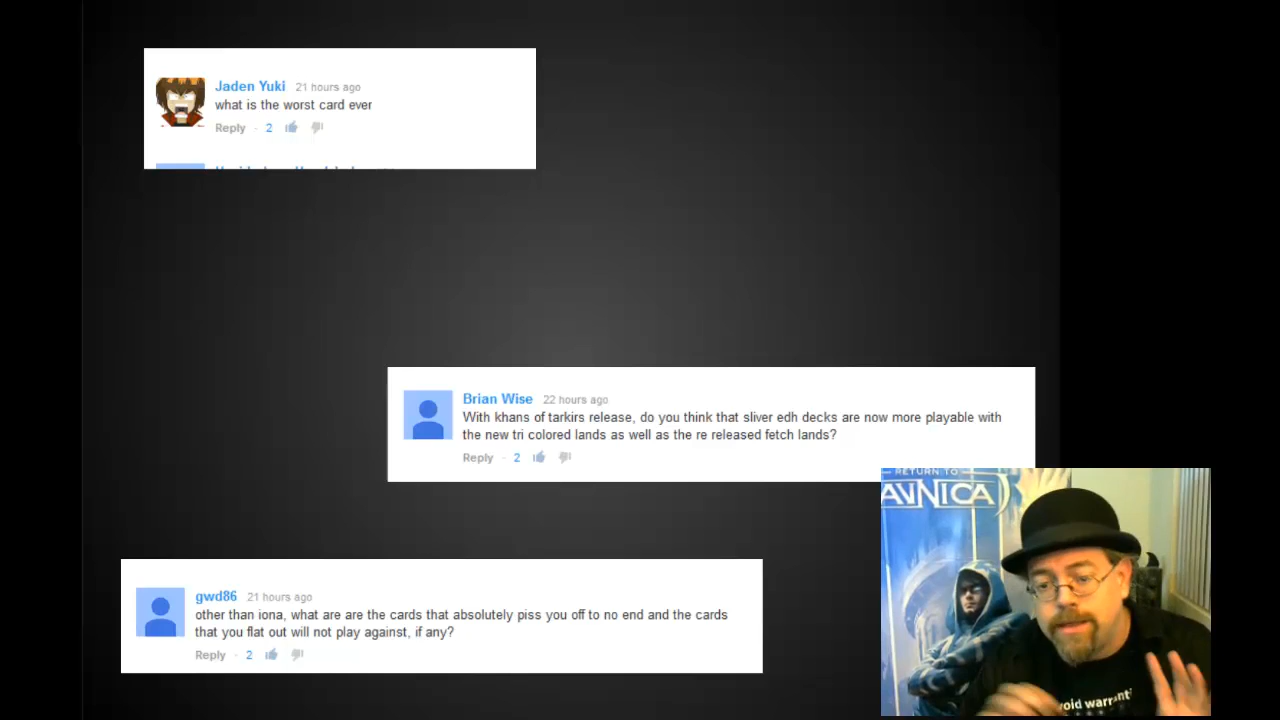 Jaden Yuki 21 hours ago
what is the worst card ever
Reply · 2
Brian Wise 22 hours ago
With khans of tarkirs release, do you think that sliver edh decks are now more playable with
the new tri colored lands as well as the re released fetch lands?
Reply · 2
RETURN TO
AVNICA
gwd86 21 hours ago
other than iona, what are are the cards that absolutely piss you off to no end and the cards
that you flat out will not play against, if any?
Reply · 2
void warranty